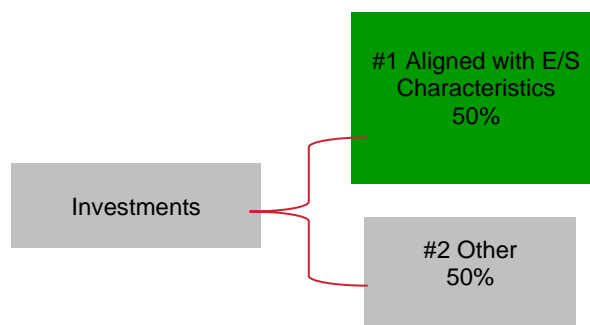 #1 Aligned with E/S
Characteristics
50%
Investments
#2 Other
50%